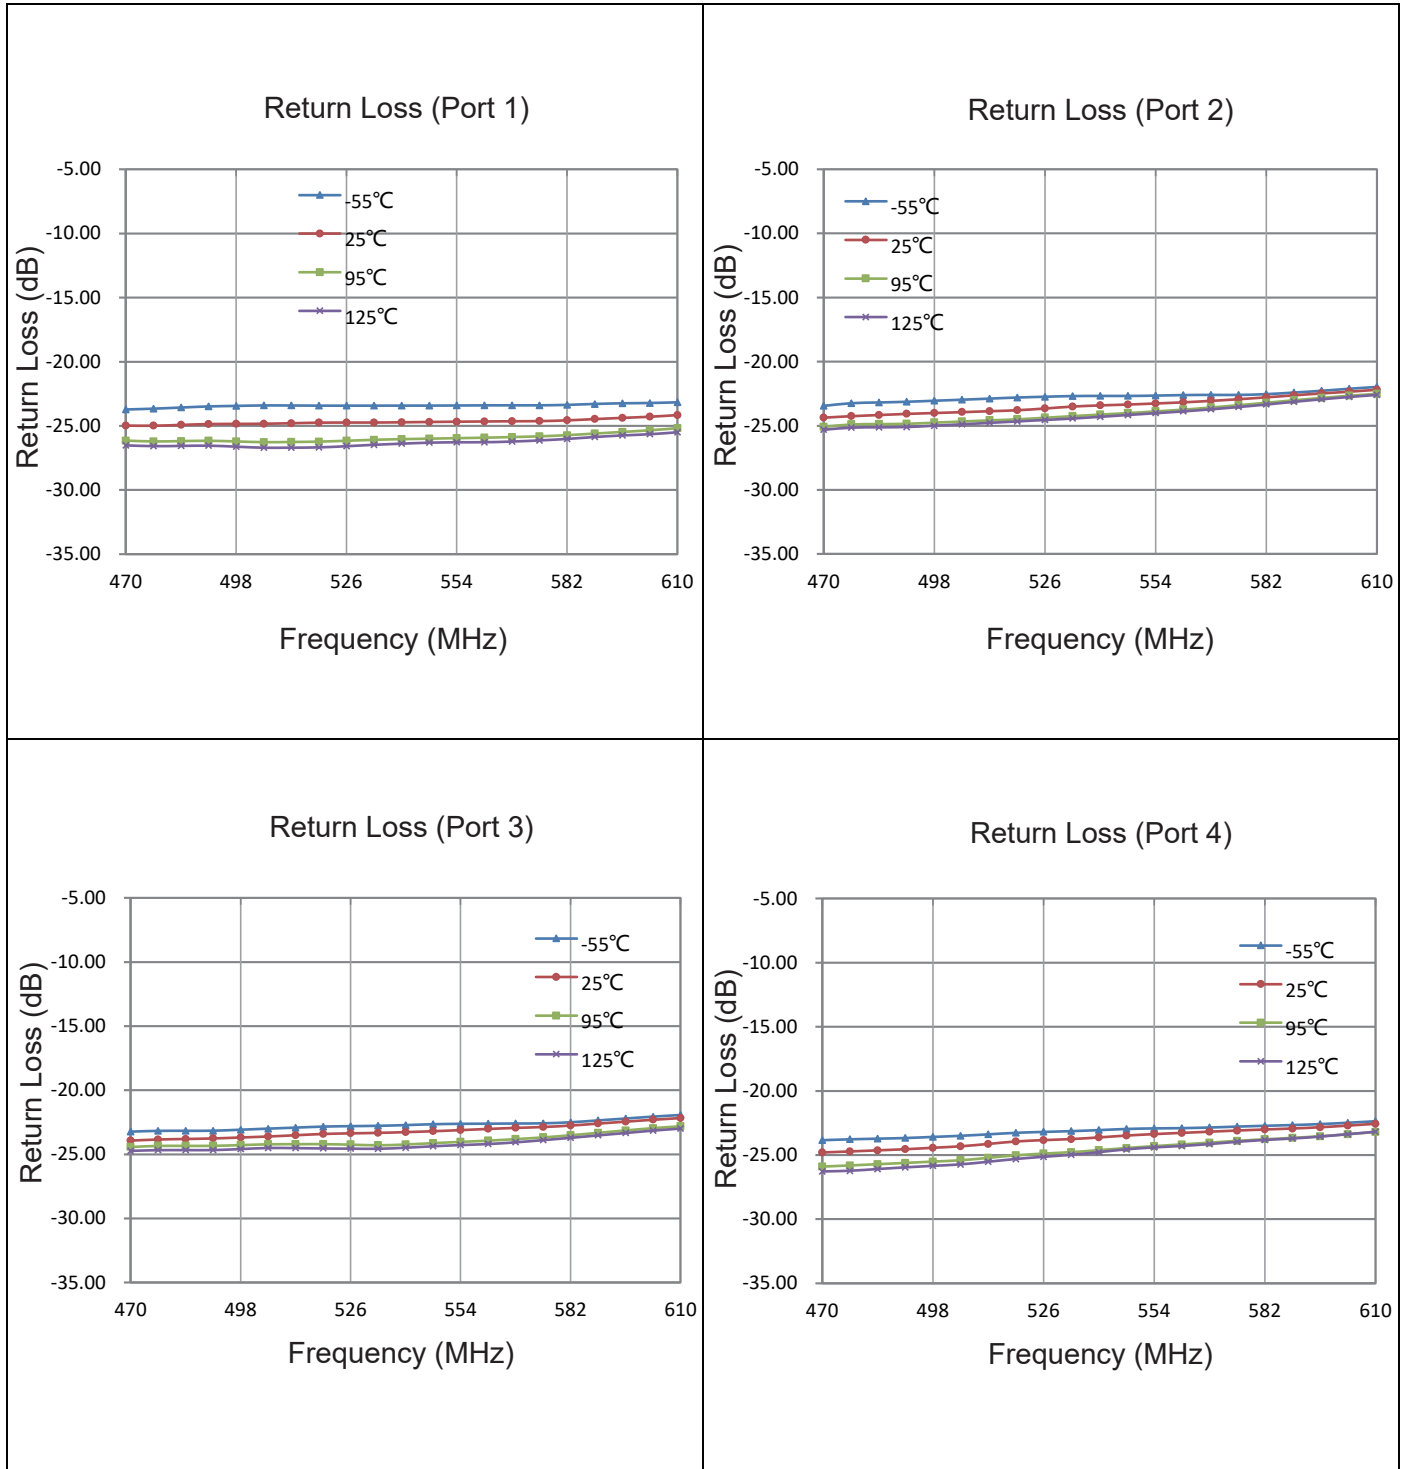 Return Loss (Port 1)
Return Loss (dB)
-5.00
-10.00
-15.00
-20.00
-25.00
-30.00
-35.00
-55℃
25℃
95℃
125℃
470 498 526 554 582 610
Frequency (MHz)
Return Loss (Port 2)
Return Loss (dB)
-5.00
-10.00
-15.00
-20.00
-25.00
-30.00
-35.00
-55℃
25℃
95℃
125℃
470 498 526 554 582 610
Frequency (MHz)
Return Loss (Port 3)
Return Loss (dB)
-5.00
-10.00
-15.00
-20.00
-25.00
-30.00
-35.00
-55℃
25℃
95℃
125℃
470 498 526 554 582 610
Frequency (MHz)
Return Loss (Port 4)
Return Loss (dB)
-5.00
-10.00
-15.00
-20.00
-25.00
-30.00
-35.00
-55℃
25℃
95℃
125℃
470 498 526 554 582 610
Frequency (MHz)